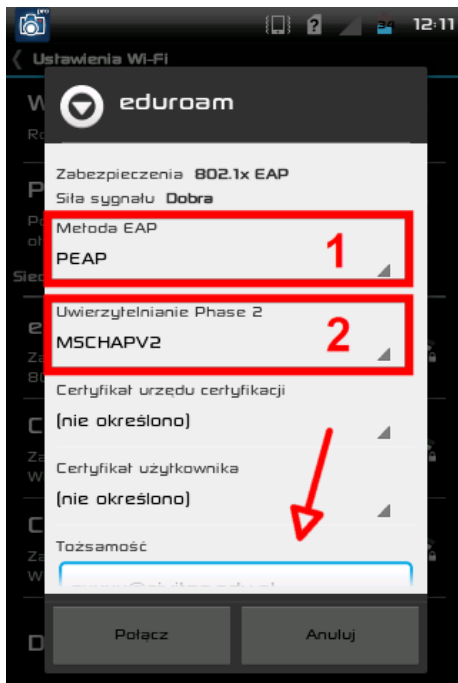 34 12:11
Ustawienia Wi-Fi
eduroam
Zabezpieczenia 802.1x EAP
Siła sygnału Dobra
Metoda EAP
PEAP
1
Uwierzytelnianie Phase 2
MSCHAPV2
2
Certyfikat urzędu certyfikacji
(nie określono)
Certyfikat użytkownika
(nie określono)
Tożsamość
Połącz
Anuluj